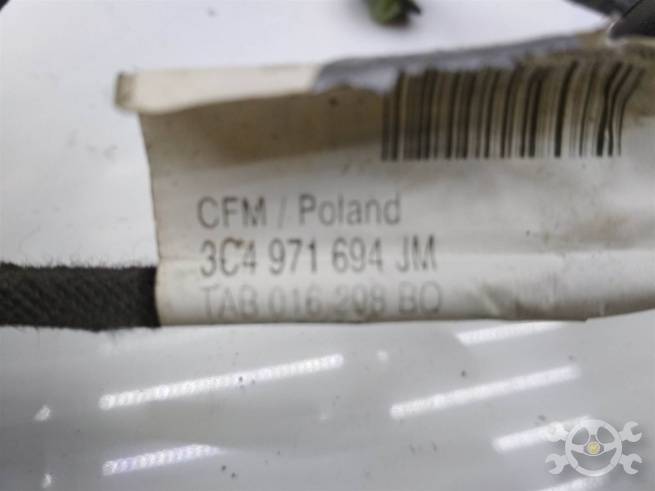 CFM / Poland
3C4 971 694 JM
TAB 016 208 BO